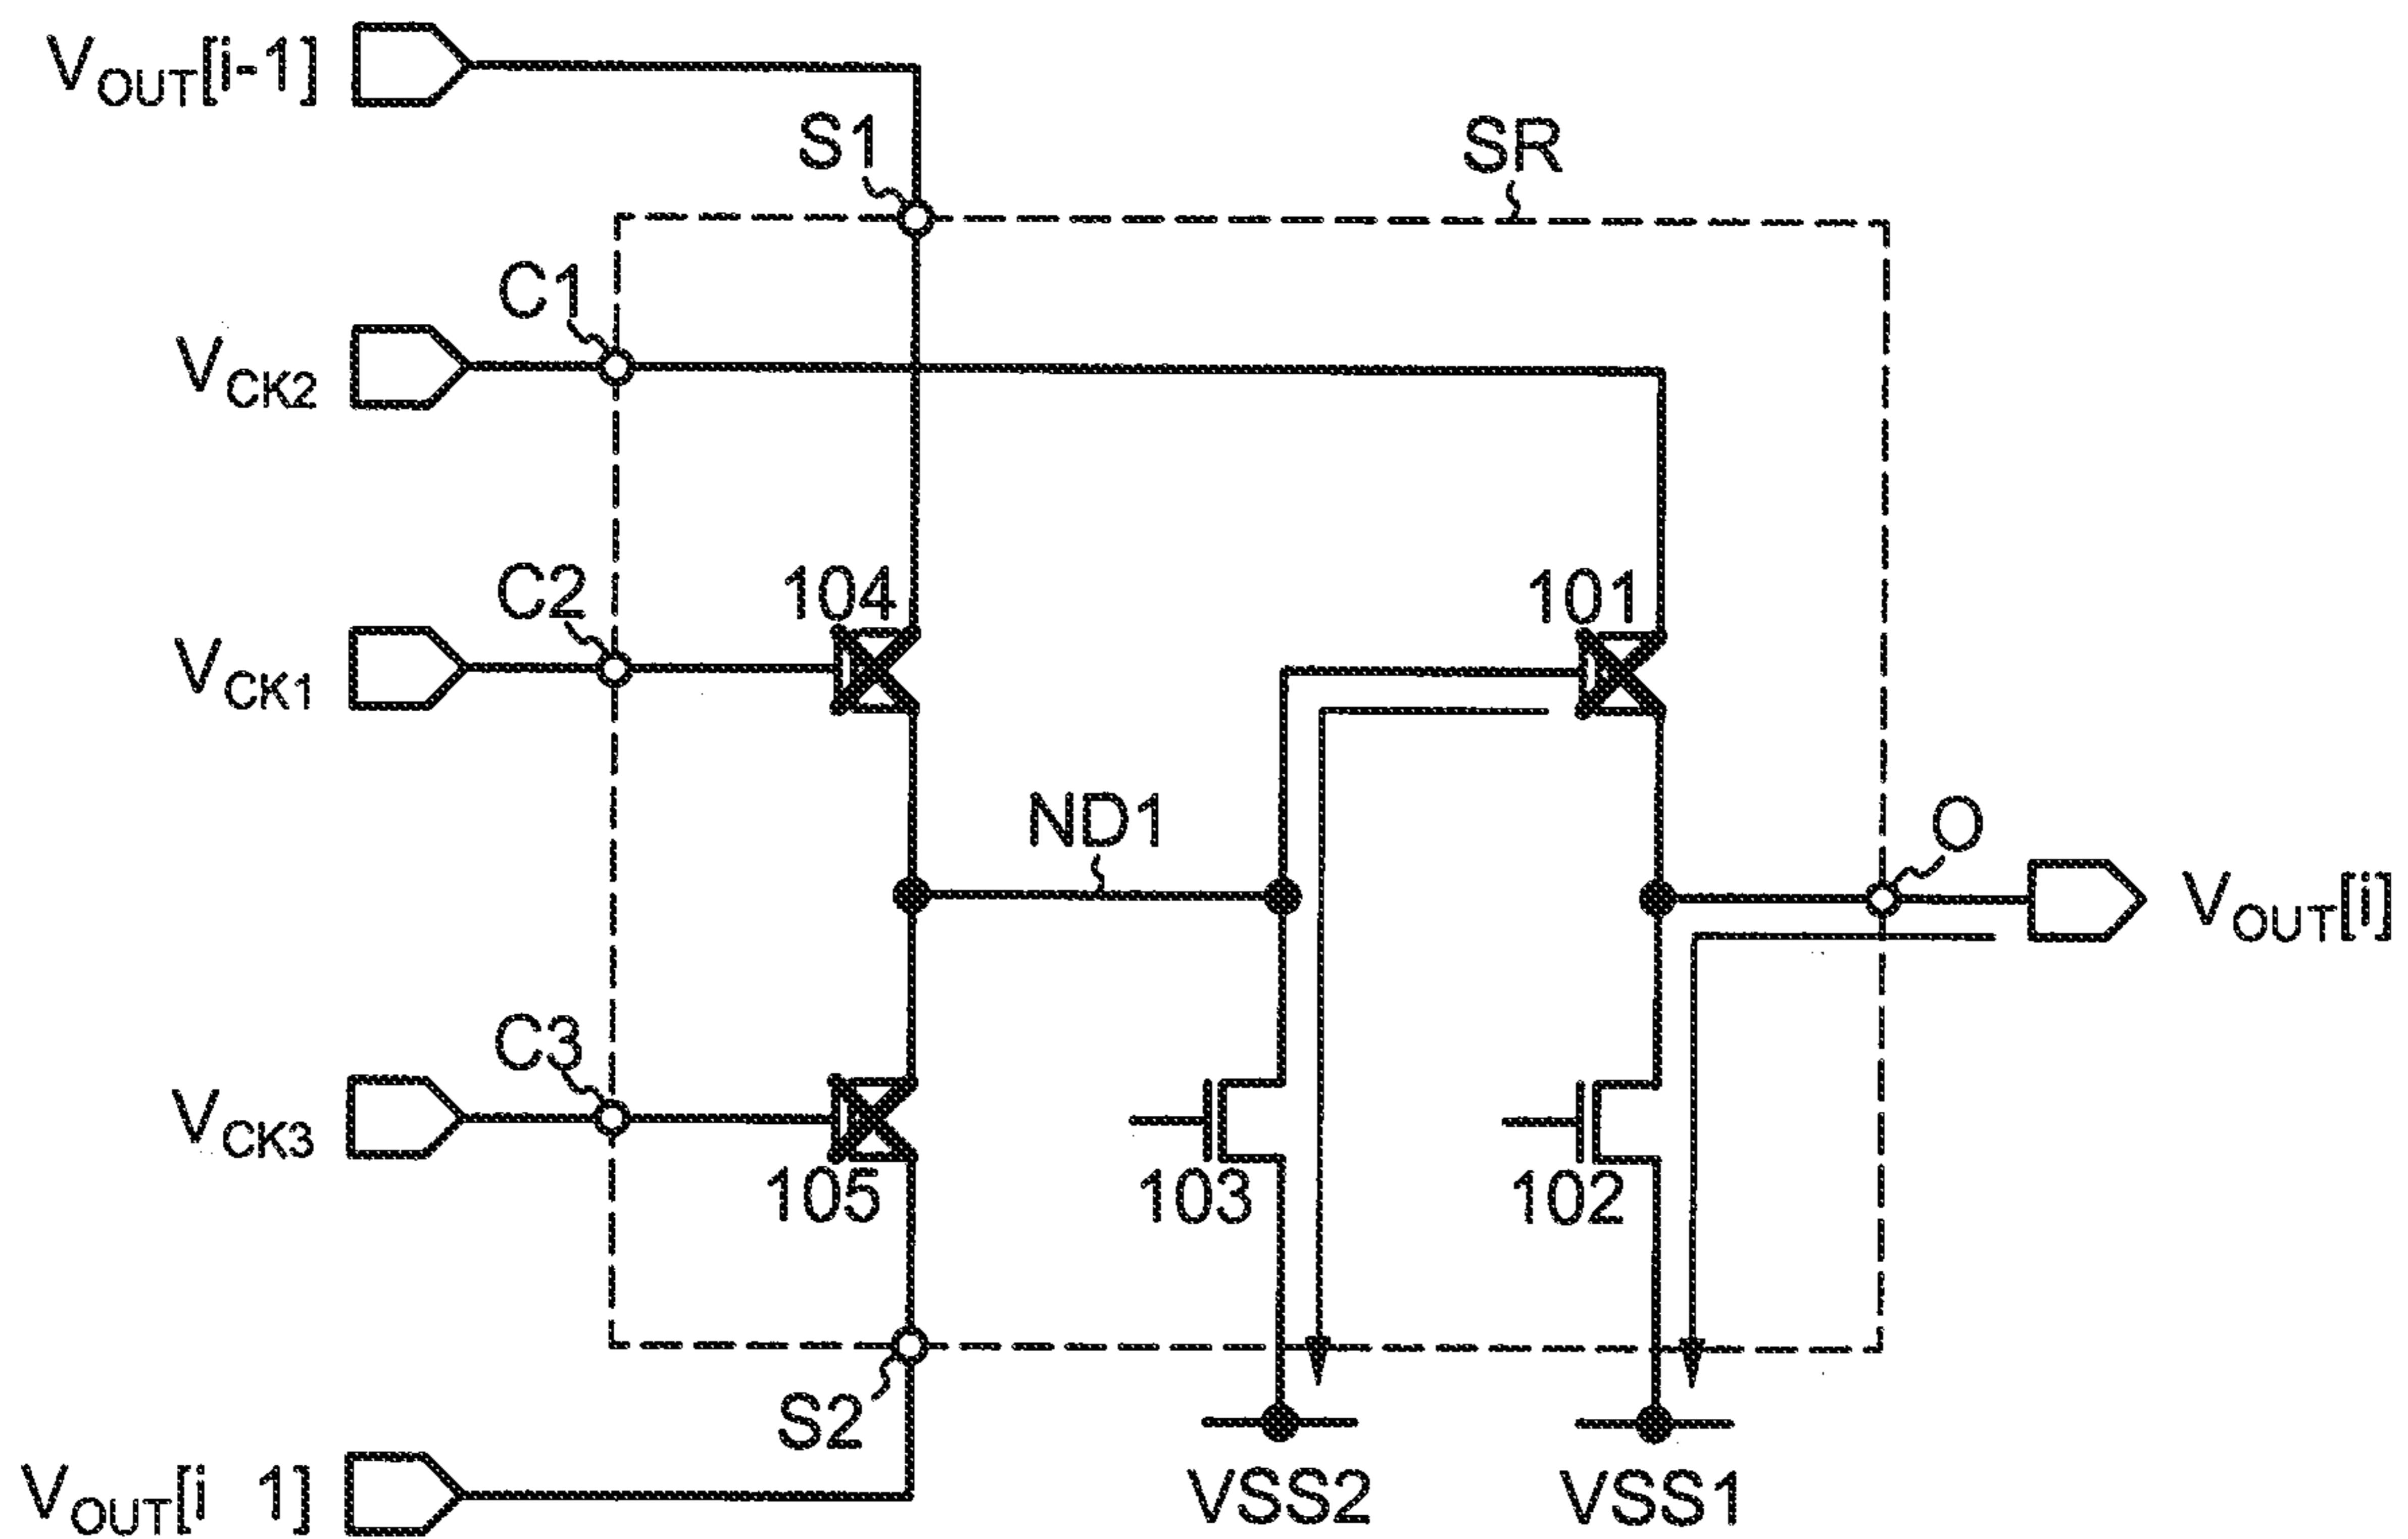 VOUT[i-1]
S1
SR
C1
VCK2
C2
104
101
VCK1
ND1
O
VOUT[i]
C3
VCK3
105
103
102
S2
VOUT[i 1]
VSS2
VSS1